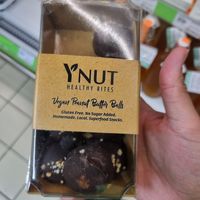 YNUT
HEALTHY BITES
Vegan Peanut Butter Balls
Gluten Free. No Sugar Added.
Homemade. Local. Superfood Snacks.